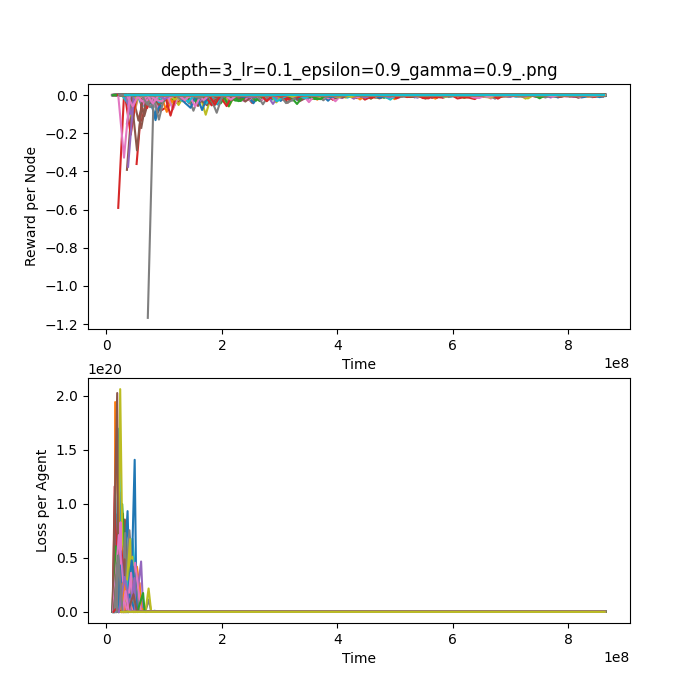 depth=3_lr=0.1_epsilon=0.9_gamma=0.9_.png
0.0
−0.2
−0.4
−0.6
−0.8
−1.0
−1.2
Reward per Node
0 2 4 6 8
Time
1e8
1e20
2.0
1.5
1.0
0.5
0.0
Loss per Agent
0 2 4 6 8
Time
1e8